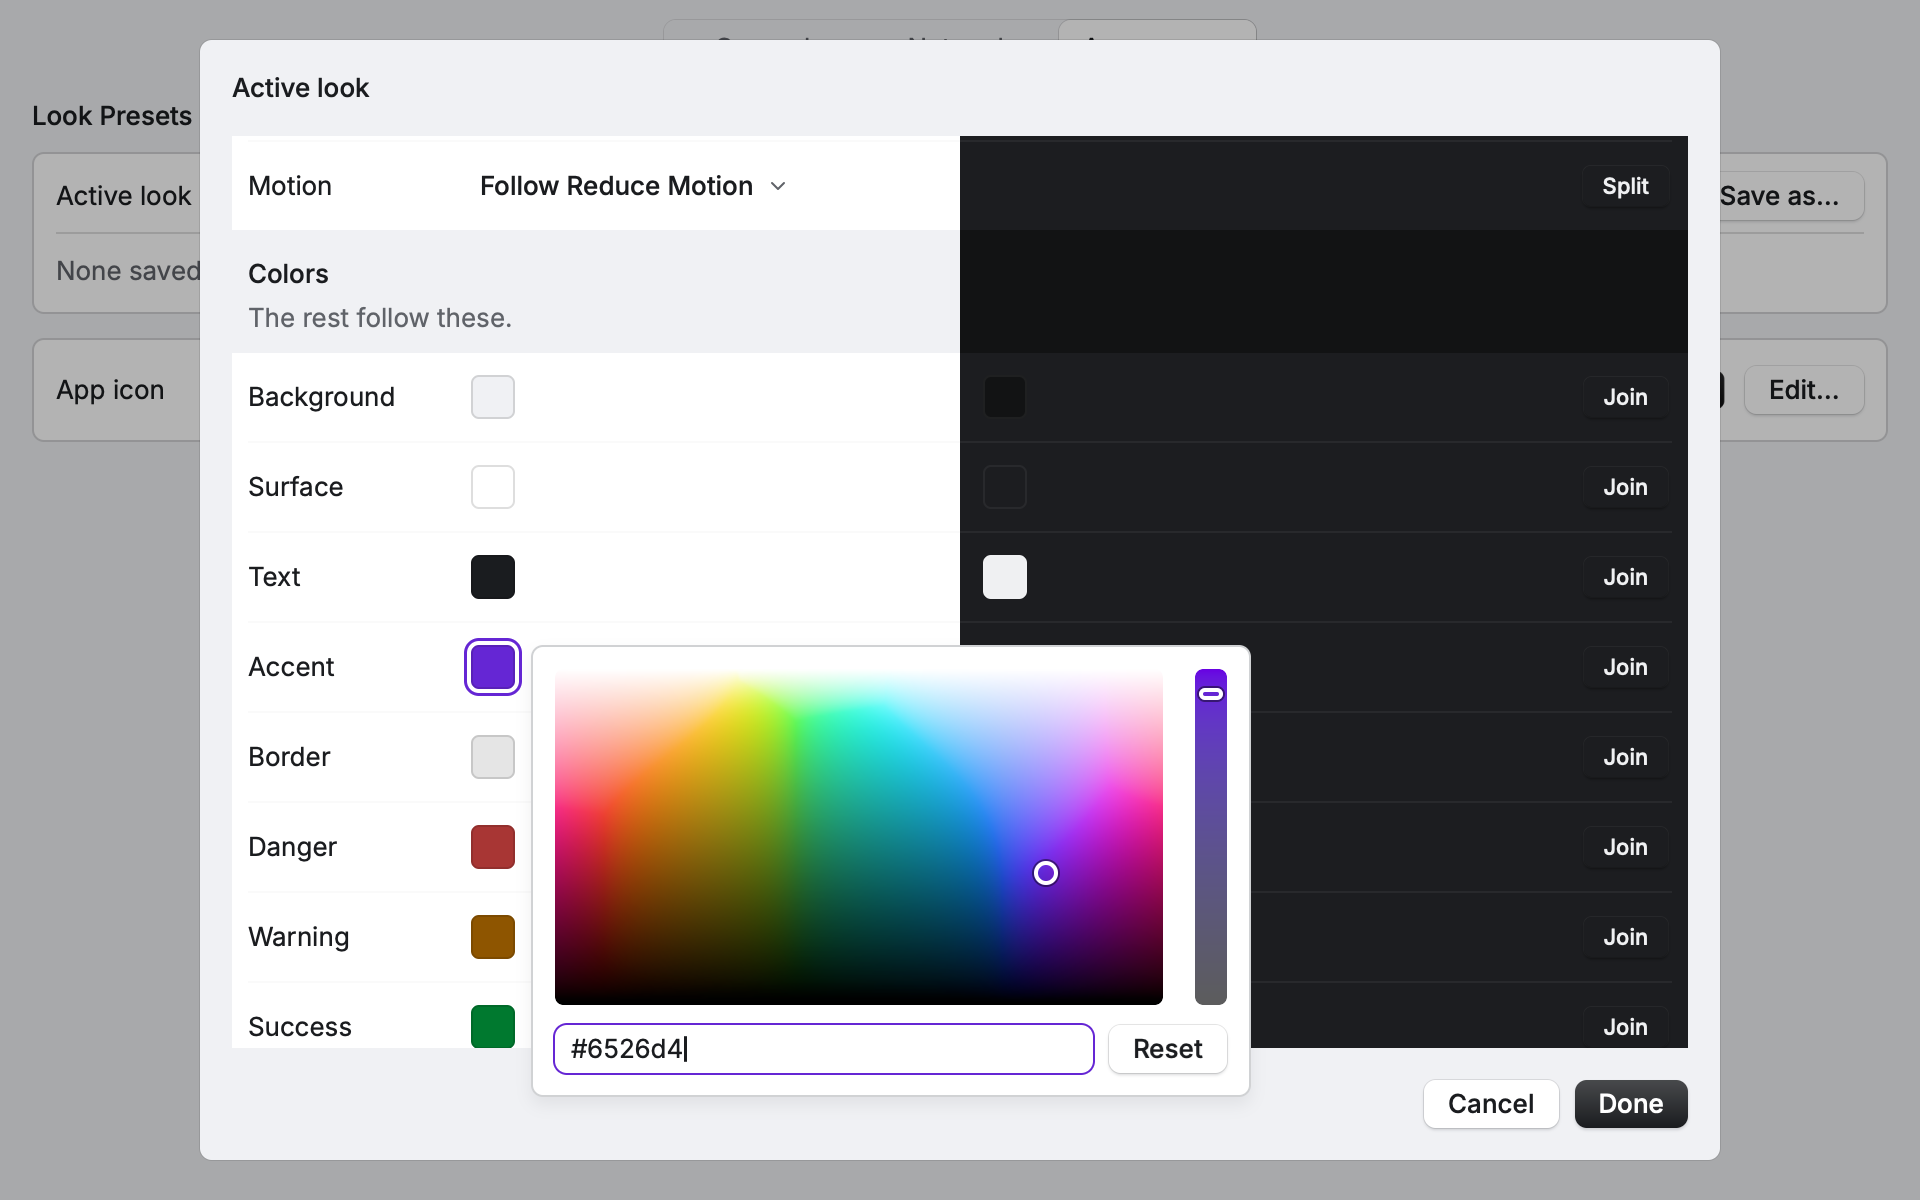 Look Presets
Active look
Save as...
None saved
App icon
Edit...
Active look
Motion
Follow Reduce Motion
Split
Colors
The rest follow these.
Background
Join
Surface
Join
Text
Join
Accent
Join
Border
Join
Danger
Join
Warning
Join
Success
Join
#6526d4
Reset
Cancel
Done